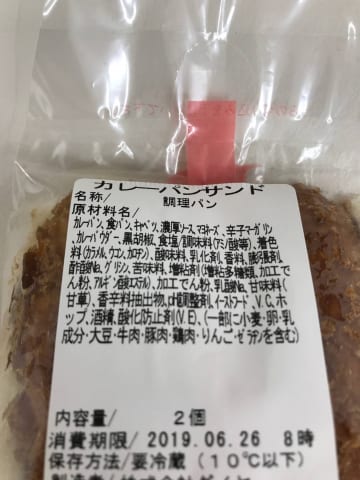 カレーパンサンド
名称/ 調理パン
原材料名/
カレーパン、食パン、キャベツ、濃厚ソース、マヨネーズ、辛子マーガリン
、カレーパウダー、黒胡椒、食塩/調味料(アミノ酸等)、着色
料(カラメル、ウコン、カロチン)、酸味料、乳化剤、香料、膨張剤、
酢酸Na、グリシン、苦味料、増粘剤(増粘多糖類、加工で
ん粉、アルギン酸エステル)、加工でん粉、乳酸Na、甘味料(
甘草)、香辛料抽出物、pH調整剤、イーストフード、V.C、ホ
ップ、酒精、酸化防止剤(V.E)、(一部に小麦・卵・乳
成分・大豆・牛肉・豚肉・鶏肉・りんご・ゼラチンを含む)
内容量/ 2個
消費期限/ 2019.06.26 8時
保存方法/要冷蔵(10℃以下)